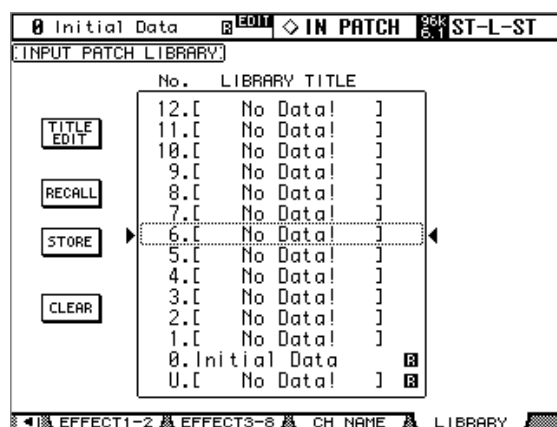 0 Initial Data R EDIT ◇ IN PATCH 96k 6.1 ST-L-ST
INPUT PATCH LIBRARY
No. LIBRARY TITLE
TITLE EDIT
RECALL
STORE
CLEAR
12.[ No Data! ]
11.[ No Data! ]
10.[ No Data! ]
9.[ No Data! ]
8.[ No Data! ]
7.[ No Data! ]
6.[ No Data! ]
5.[ No Data! ]
4.[ No Data! ]
3.[ No Data! ]
2.[ No Data! ]
1.[ No Data! ]
0.Initial Data R
U.[ No Data! ] R
EFFECT1-2 EFFECT3-8 CH NAME LIBRARY